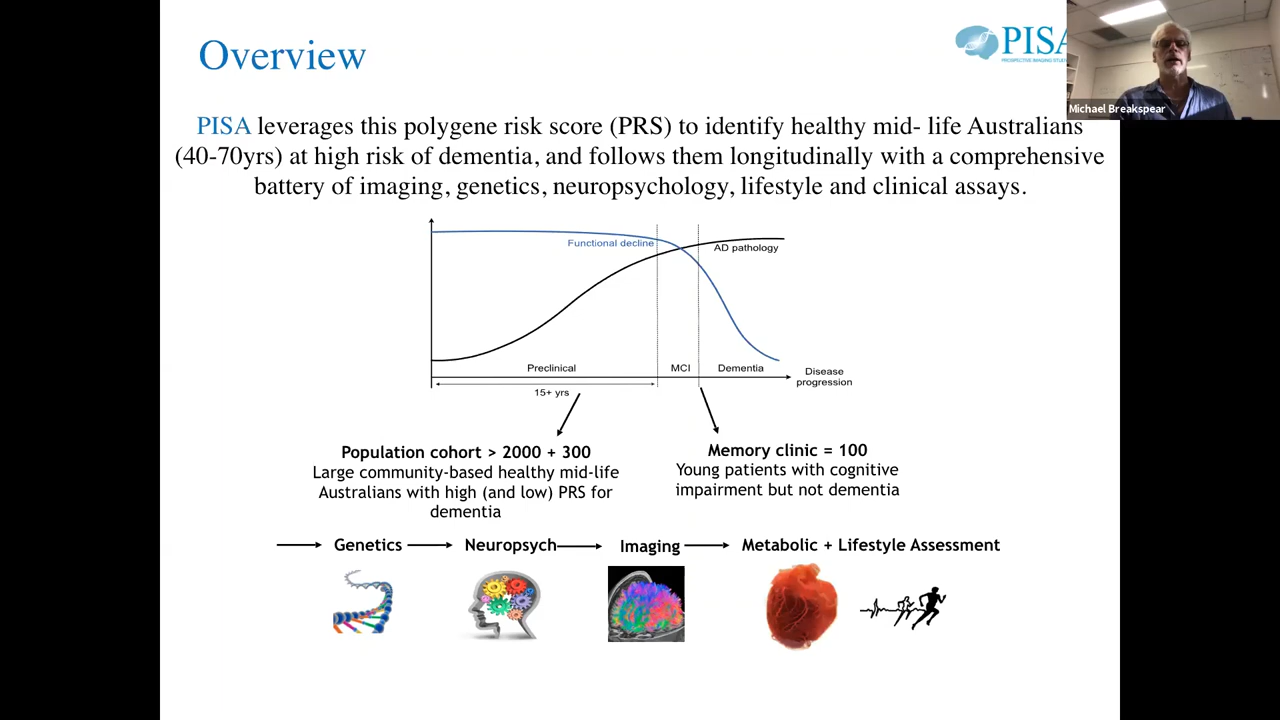 Overview
PISA
PROSPECTIVE IMAGING STUD
Michael Breakspear
PISA leverages this polygene risk score (PRS) to identify healthy mid- life Australians
(40-70yrs) at high risk of dementia, and follows them longitudinally with a comprehensive
battery of imaging, genetics, neuropsychology, lifestyle and clinical assays.
Functional decline
AD pathology
Preclinical
MCI
Dementia
Disease
progression
15+ yrs
Population cohort > 2000 + 300
Large community-based healthy mid-life
Australians with high (and low) PRS for
dementia
Memory clinic = 100
Young patients with cognitive
impairment but not dementia
Genetics
Neuropsych
Imaging
Metabolic + Lifestyle Assessment